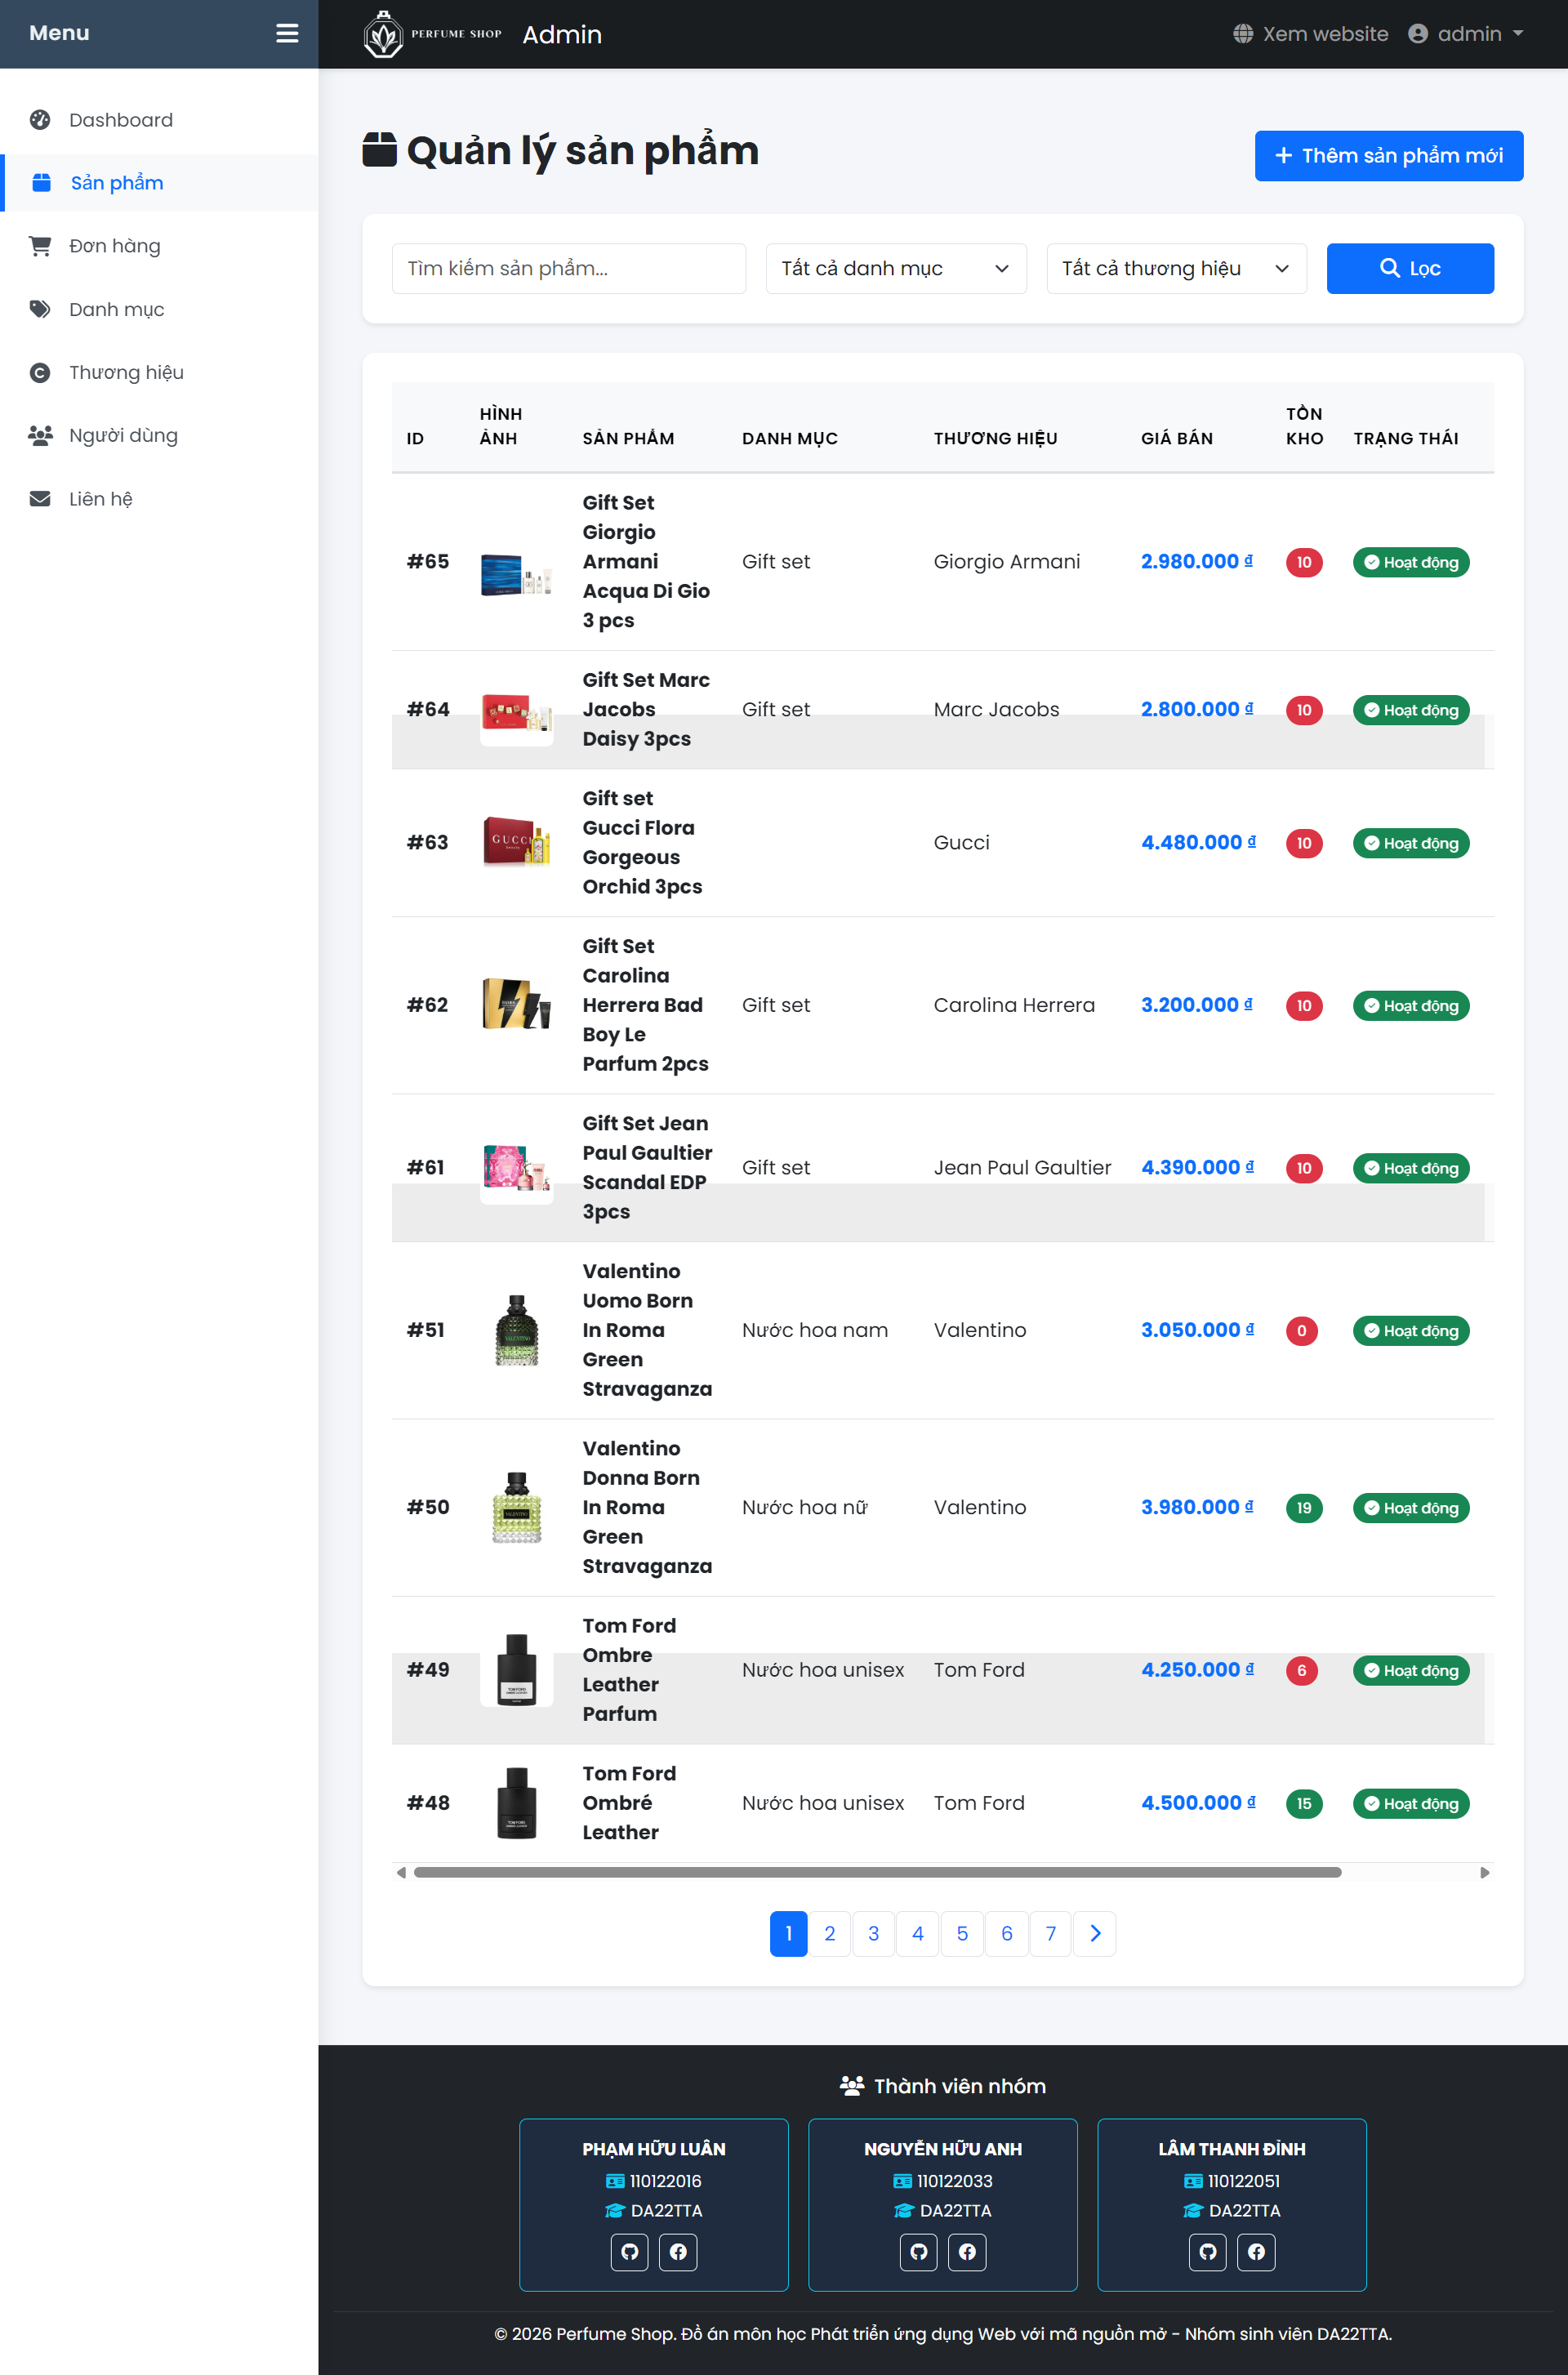 Menu
PERFUME SHOP
Admin
Xem website
admin
Dashboard
Sản phẩm
Đơn hàng
Danh mục
Thương hiệu
Người dùng
Liên hệ
Quản lý sản phẩm
Thêm sản phẩm mới
Tìm kiếm sản phẩm...
Tất cả danh mục
Tất cả thương hiệu
Lọc
ID
HÌNH
ẢNH
SẢN PHẨM
DANH MỤC
THƯƠNG HIỆU
GIÁ BÁN
TỒN
KHO
TRẠNG THÁI
#65
Gift Set
Giorgio
Armani
Acqua Di Gio
3 pcs
Gift set
Giorgio Armani
2.980.000 ₫
10
Hoạt động
#64
Gift Set Marc
Jacobs
Daisy 3pcs
Gift set
Marc Jacobs
2.800.000 ₫
10
Hoạt động
#63
GUCCI
Gift set
Gucci Flora
Gorgeous
Orchid 3pcs
Gucci
4.480.000 ₫
10
Hoạt động
#62
Gift Set
Carolina
Herrera Bad
Boy Le
Parfum 2pcs
Gift set
Carolina Herrera
3.200.000 ₫
10
Hoạt động
#61
Gift Set Jean
Paul Gaultier
Scandal EDP
3pcs
Gift set
Jean Paul Gaultier
4.390.000 ₫
10
Hoạt động
#51
VALENTINO
Valentino
Uomo Born
In Roma
Green
Stravaganza
Nước hoa nam
Valentino
3.050.000 ₫
0
Hoạt động
#50
VALENTINO
Valentino
Donna Born
In Roma
Green
Stravaganza
Nước hoa nữ
Valentino
3.980.000 ₫
19
Hoạt động
#49
TOM FORD
Tom Ford
Ombre
Leather
Parfum
Nước hoa unisex
Tom Ford
4.250.000 ₫
6
Hoạt động
#48
TOM FORD
Tom Ford
Ombré
Leather
Nước hoa unisex
Tom Ford
4.500.000 ₫
15
Hoạt động
1 2 3 4 5 6 7
Thành viên nhóm
PHẠM HỮU LUÂN
110122016
DA22TTA
NGUYỄN HỮU ANH
110122033
DA22TTA
LÂM THANH ĐỈNH
110122051
DA22TTA
© 2026 Perfume Shop. Đồ án môn học Phát triển ứng dụng Web với mã nguồn mở - Nhóm sinh viên DA22TTA.